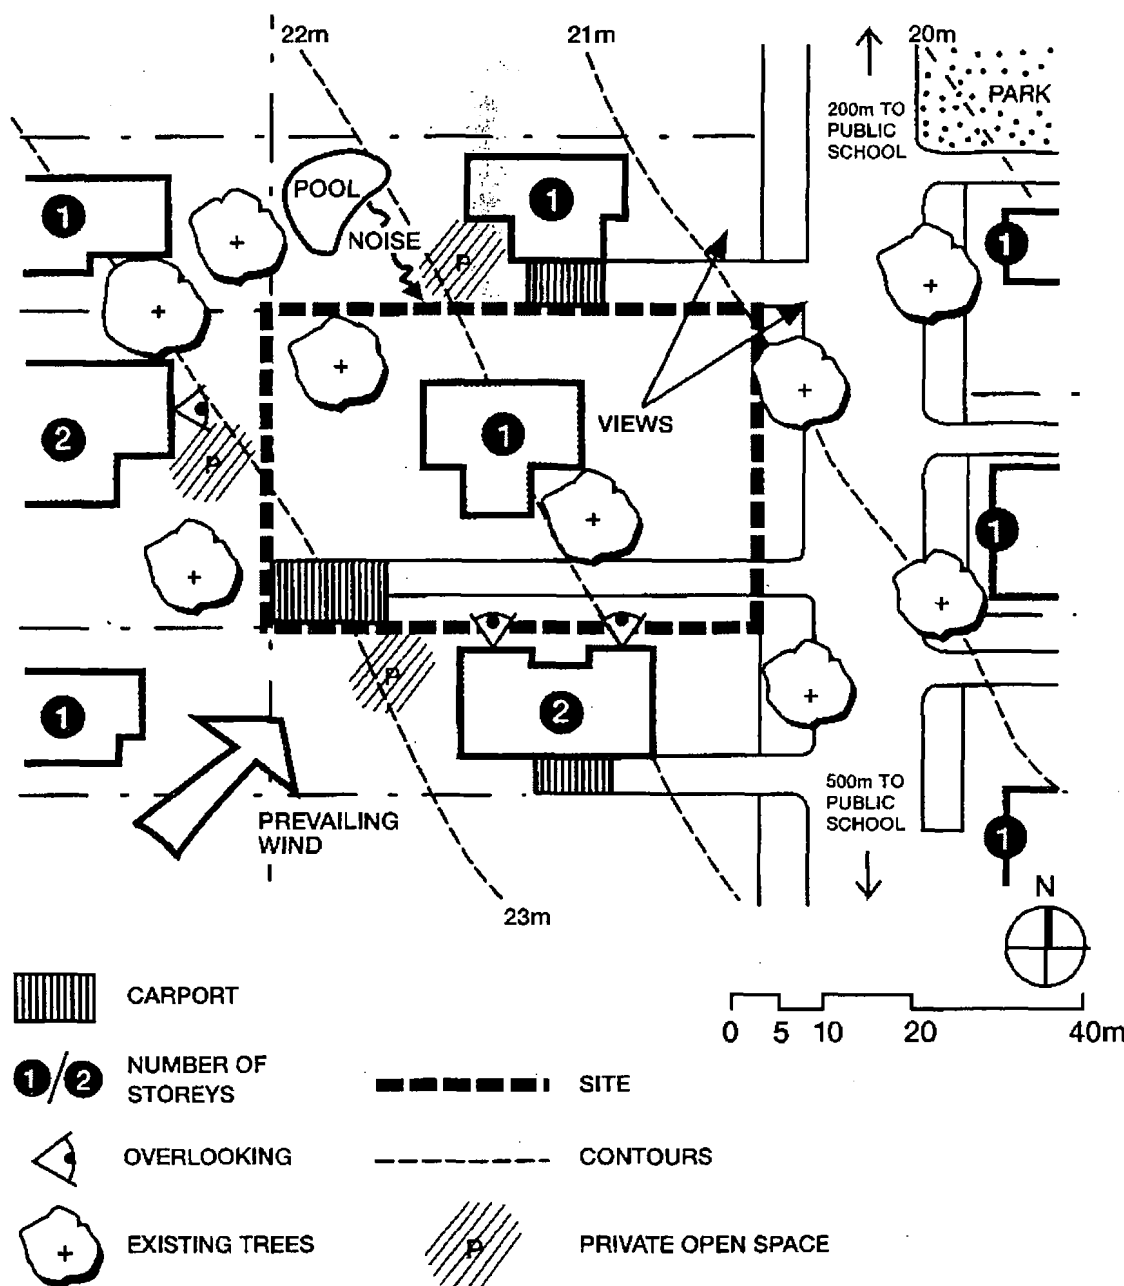 22m
21m
20m
PARK
200m TO
PUBLIC
SCHOOL
POOL
1
1
NOISE
1
P
2
1
VIEWS
P
1
P
1
2
500m TO
PUBLIC
SCHOOL
PREVAILING
WIND
1
23m
N
CARPORT
0 5 10 20 40m
1/2
NUMBER OF
STOREYS
SITE
OVERLOOKING
CONTOURS
EXISTING TREES
P
PRIVATE OPEN SPACE